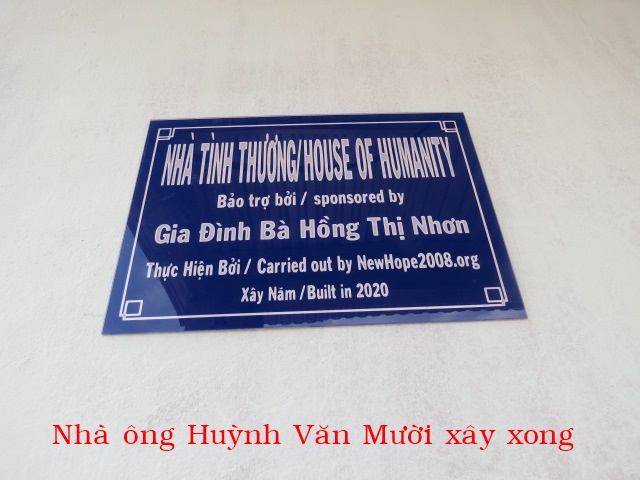 NHÀ TÌNH THƯƠNG/HOUSE OF HUMANITY
Bảo trợ bởi / sponsored by
Gia Đình Bà Hồng Thị Nhơn
Thực Hiện Bởi / Carried out by NewHope2008.org
Xây Năm /Built in 2020
Nhà ông Huỳnh Văn Mười xây xong